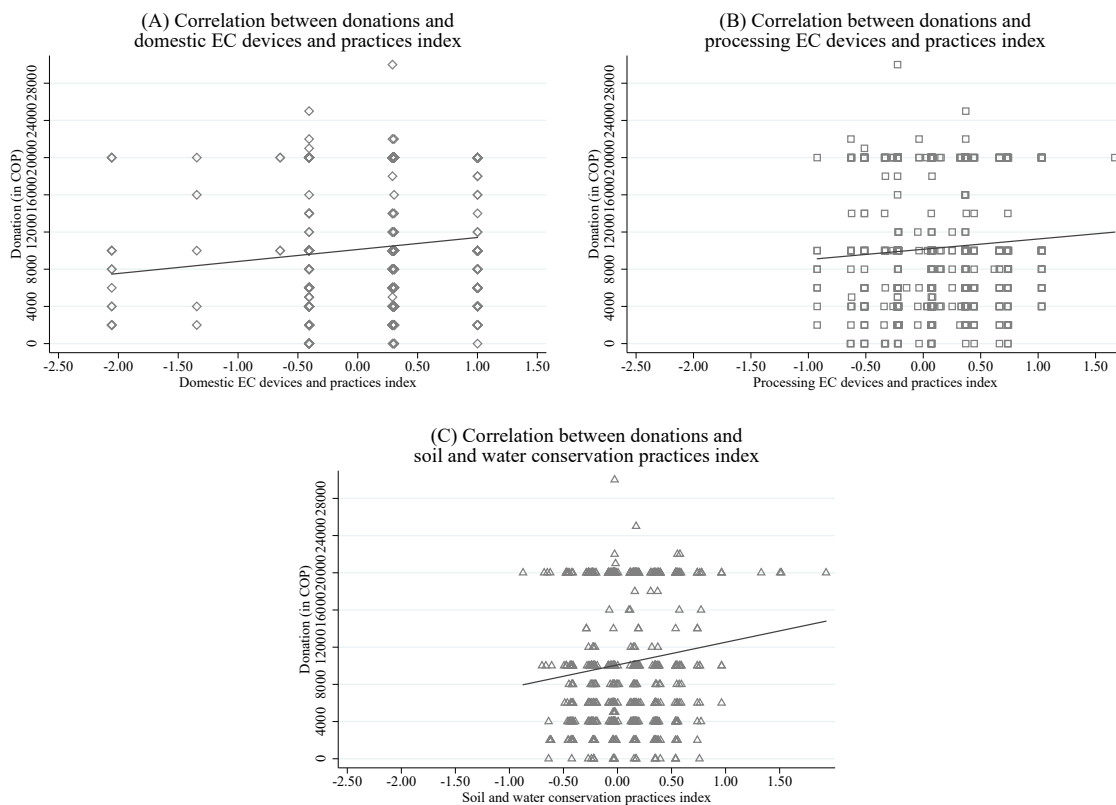 (A) Correlation between donations and
domestic EC devices and practices index
Donation (in COP)
0 4000 8000 12000 16000 20000 24000 28000
-2.50 -2.00 -1.50 -1.00 -0.50 0.00 0.50 1.00 1.50
Domestic EC devices and practices index
(B) Correlation between donations and
processing EC devices and practices index
Donation (in COP)
0 4000 8000 12000 16000 20000 24000 28000
-2.50 -2.00 -1.50 -1.00 -0.50 0.00 0.50 1.00 1.50
Processing EC devices and practices index
(C) Correlation between donations and
soil and water conservation practices index
Donation (in COP)
0 4000 8000 12000 16000 20000 24000 28000
-2.50 -2.00 -1.00 -0.50 0.00 0.50 1.00 1.00 2.00
Soil and water conservation practices index